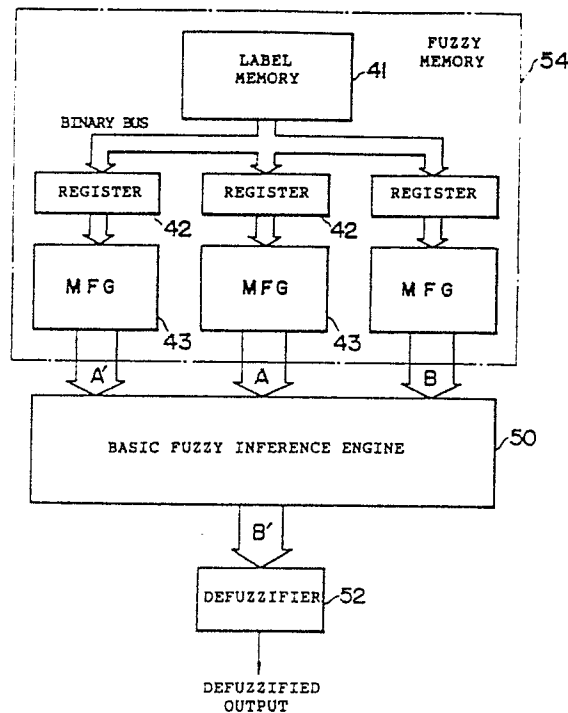 FUZZY
MEMORY
54
LABEL
MEMORY
41
BINARY BUS
REGISTER
REGISTER
REGISTER
42
42
MFG
MFG
MFG
43
43
A'
A
B
BASIC FUZZY INFERENCE ENGINE
50
B'
DEFUZZIFIER
52
DEFUZZIFIED
OUTPUT